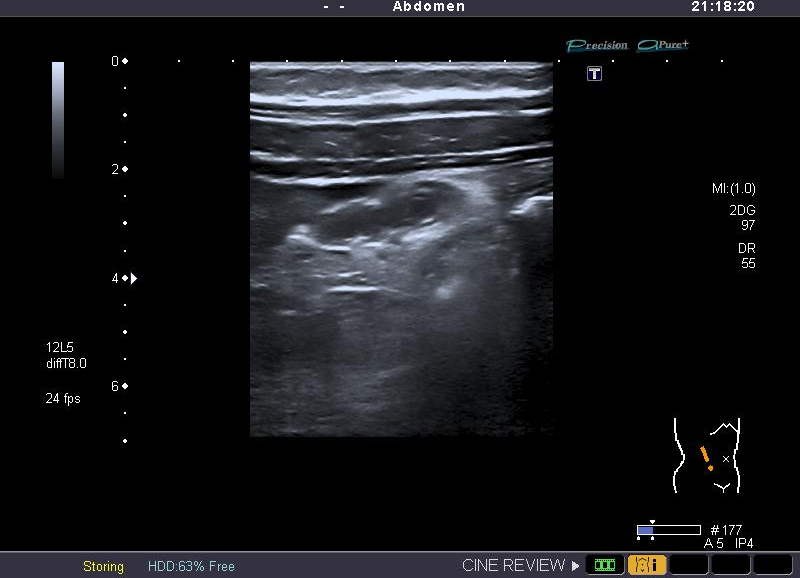 - - Abdomen 21:18:20
Precision APure+
T
0
2
4
6
MI:(1.0)
2DG
97
DR
55
12L5
diffT8.0
24 fps
#177
A 5 IP4
Storing HDD:63% Free CINE REVIEW
i